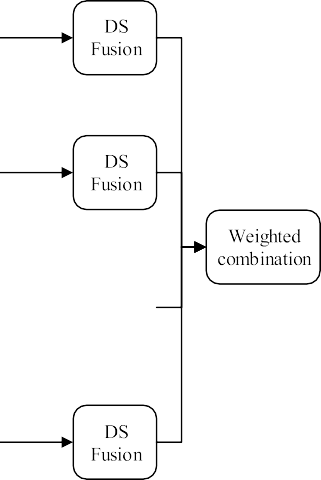 DS
Fusion
DS
Fusion
Weighted
combination
DS
Fusion